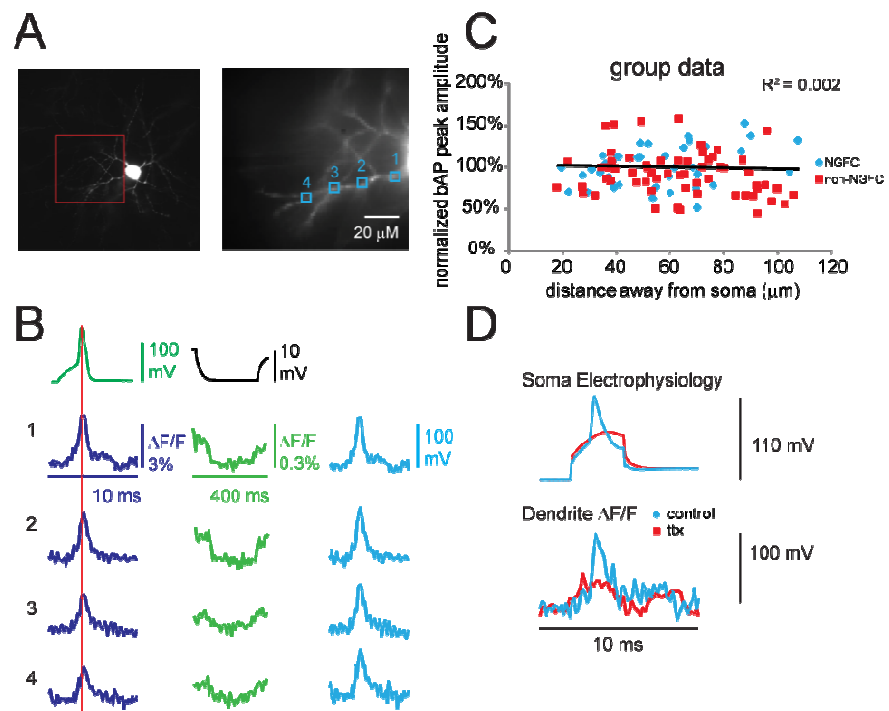 A
1
2
3
4
20 μM
B
100 mV
10 mV
1
ΔF/F 3%
ΔF/F 0.3%
100 mV
10 ms
400 ms
2
3
4
C
group data
R² = 0.002
normalized bAP peak amplitude
200%
150%
100%
50%
0%
0
20
40
60
80
100
120
distance away from soma (μm)
NGFC
non-NGFC
D
Soma Electrophysiology
110 mV
Dendrite ΔF/F
control
ttx
100 mV
10 ms